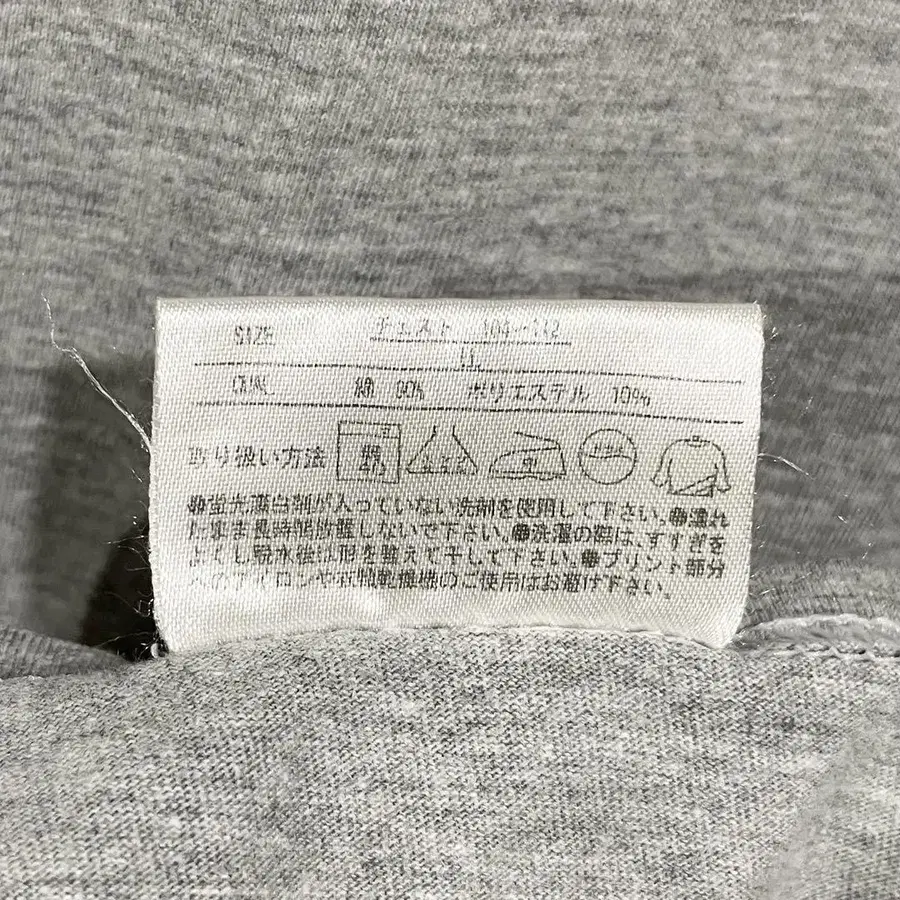 SIZE チェスト 104~112
LL
QUAL. 綿 90% ポリエステル 10%
取り扱い方法
●蛍光漂白剤が入っていない洗剤を使用して下さい。●濡れ
たまま長時間放置しないで下さい。●洗濯の際は、すすぎを
よくし脱水後は形を整えて干して下さい。●プリント部分
へのアイロンや衣類乾燥機のご使用はお避け下さい。